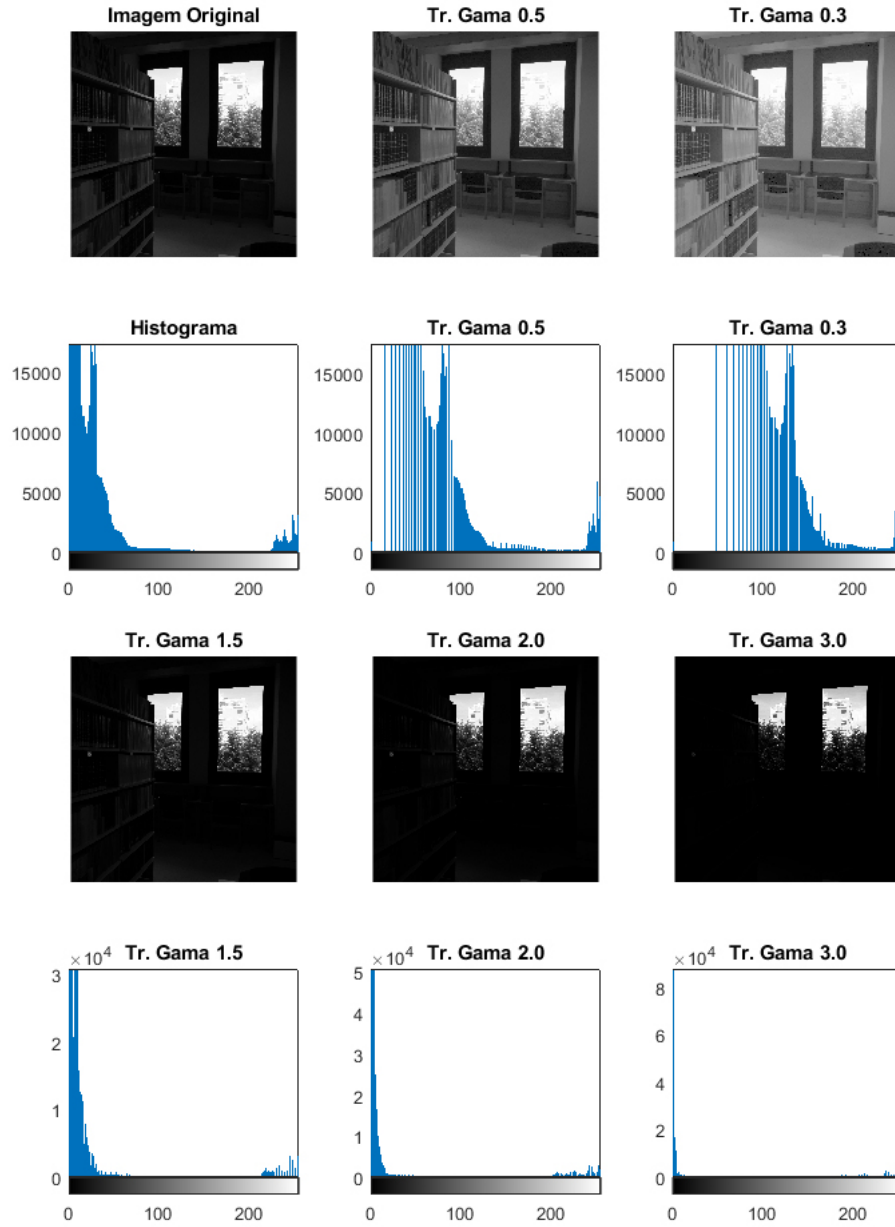 Imagem Original
Tr. Gama 0.5
Tr. Gama 0.3
Histograma
Tr. Gama 0.5
Tr. Gama 0.3
15000
10000
5000
0
0 100 200
15000
10000
5000
0
0 100 200
15000
10000
5000
0
0 100 200
Tr. Gama 1.5
Tr. Gama 2.0
Tr. Gama 3.0
×10⁴ Tr. Gama 1.5
×10⁴ Tr. Gama 2.0
×10⁴ Tr. Gama 3.0
3
2
1
0
0 100 200
5
4
3
2
1
0
0 100 200
8
6
4
2
0
0 100 200